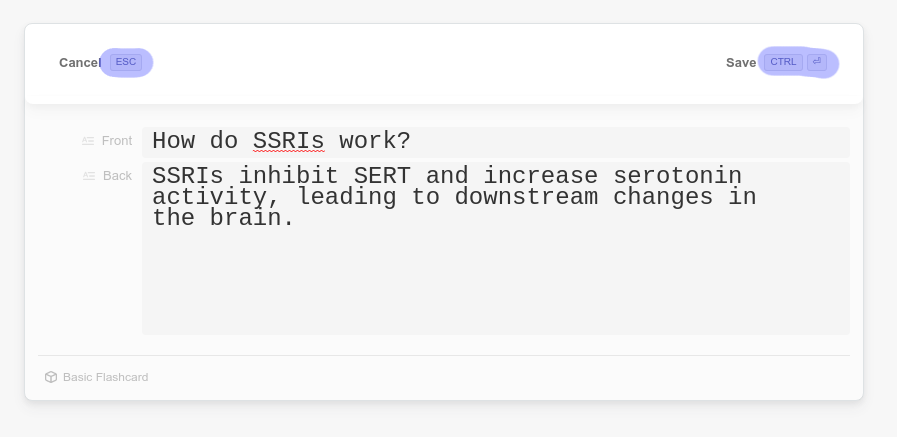 Cancel ESC Save CTRL ⏎
Front How do SSRIs work?
Back SSRIs inhibit SERT and increase serotonin
activity, leading to downstream changes in
the brain.
Basic Flashcard